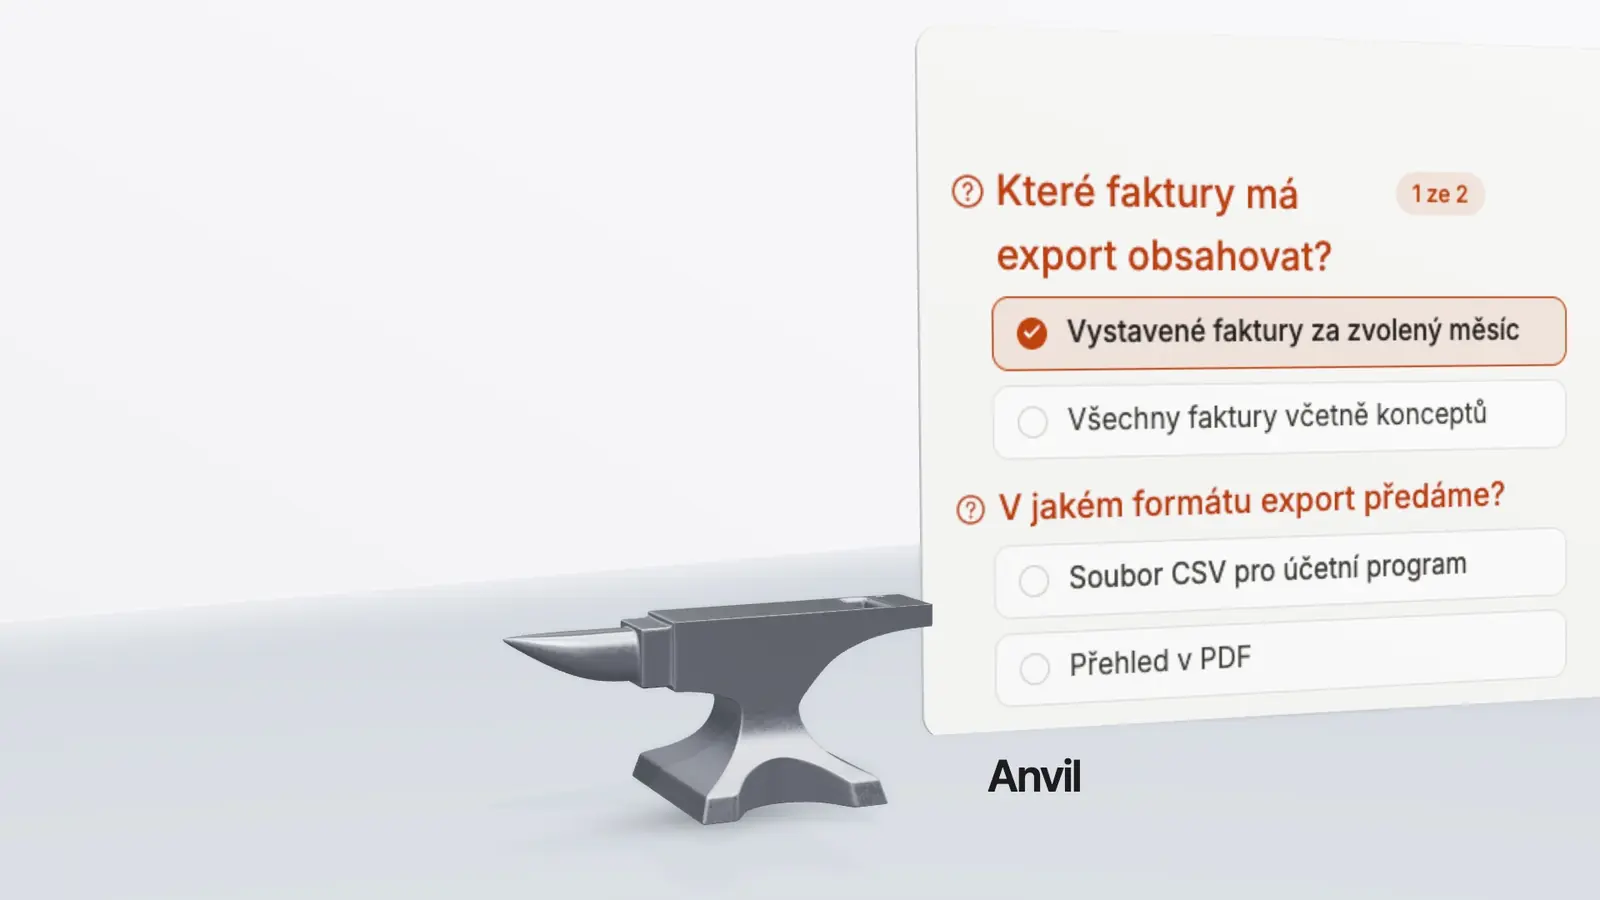 Které faktury má
1 ze 2
export obsahovat?
Vystavené faktury za zvolený měsíc
Všechny faktury včetně konceptů
V jakém formátu export předáme?
Soubor CSV pro účetní program
Přehled v PDF
Anvil